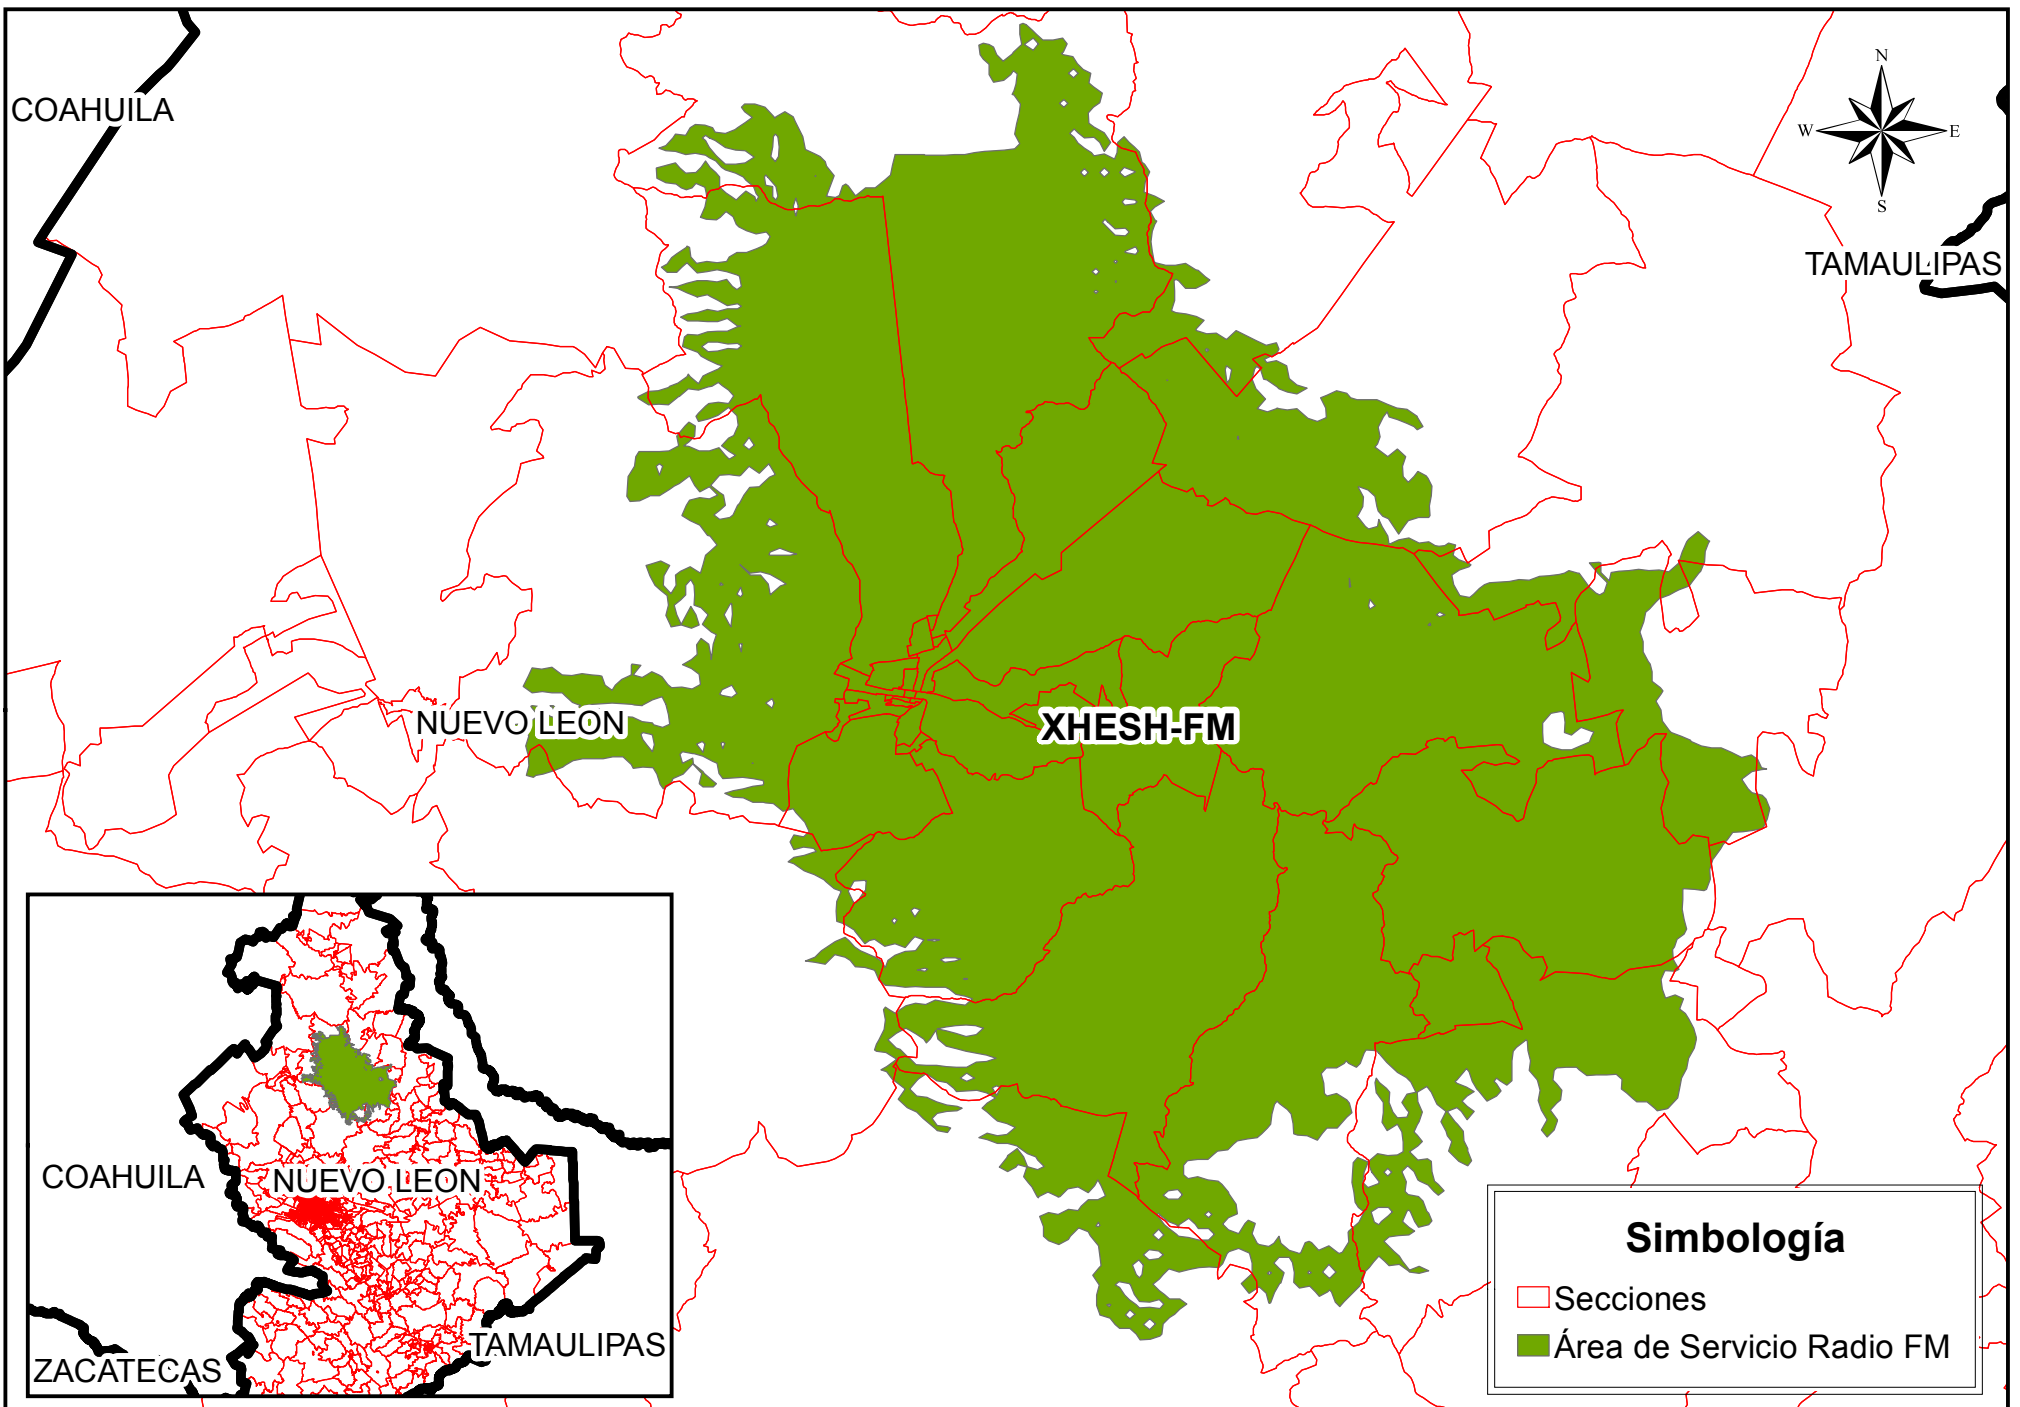 N
COAHUILA
W
E
S
TAMAULIPAS
NUEVO LEON
XHESH-FM
COAHUILA
NUEVO LEON
TAMAULIPAS
ZACATECAS
Simbología
Secciones
Área de Servicio Radio FM